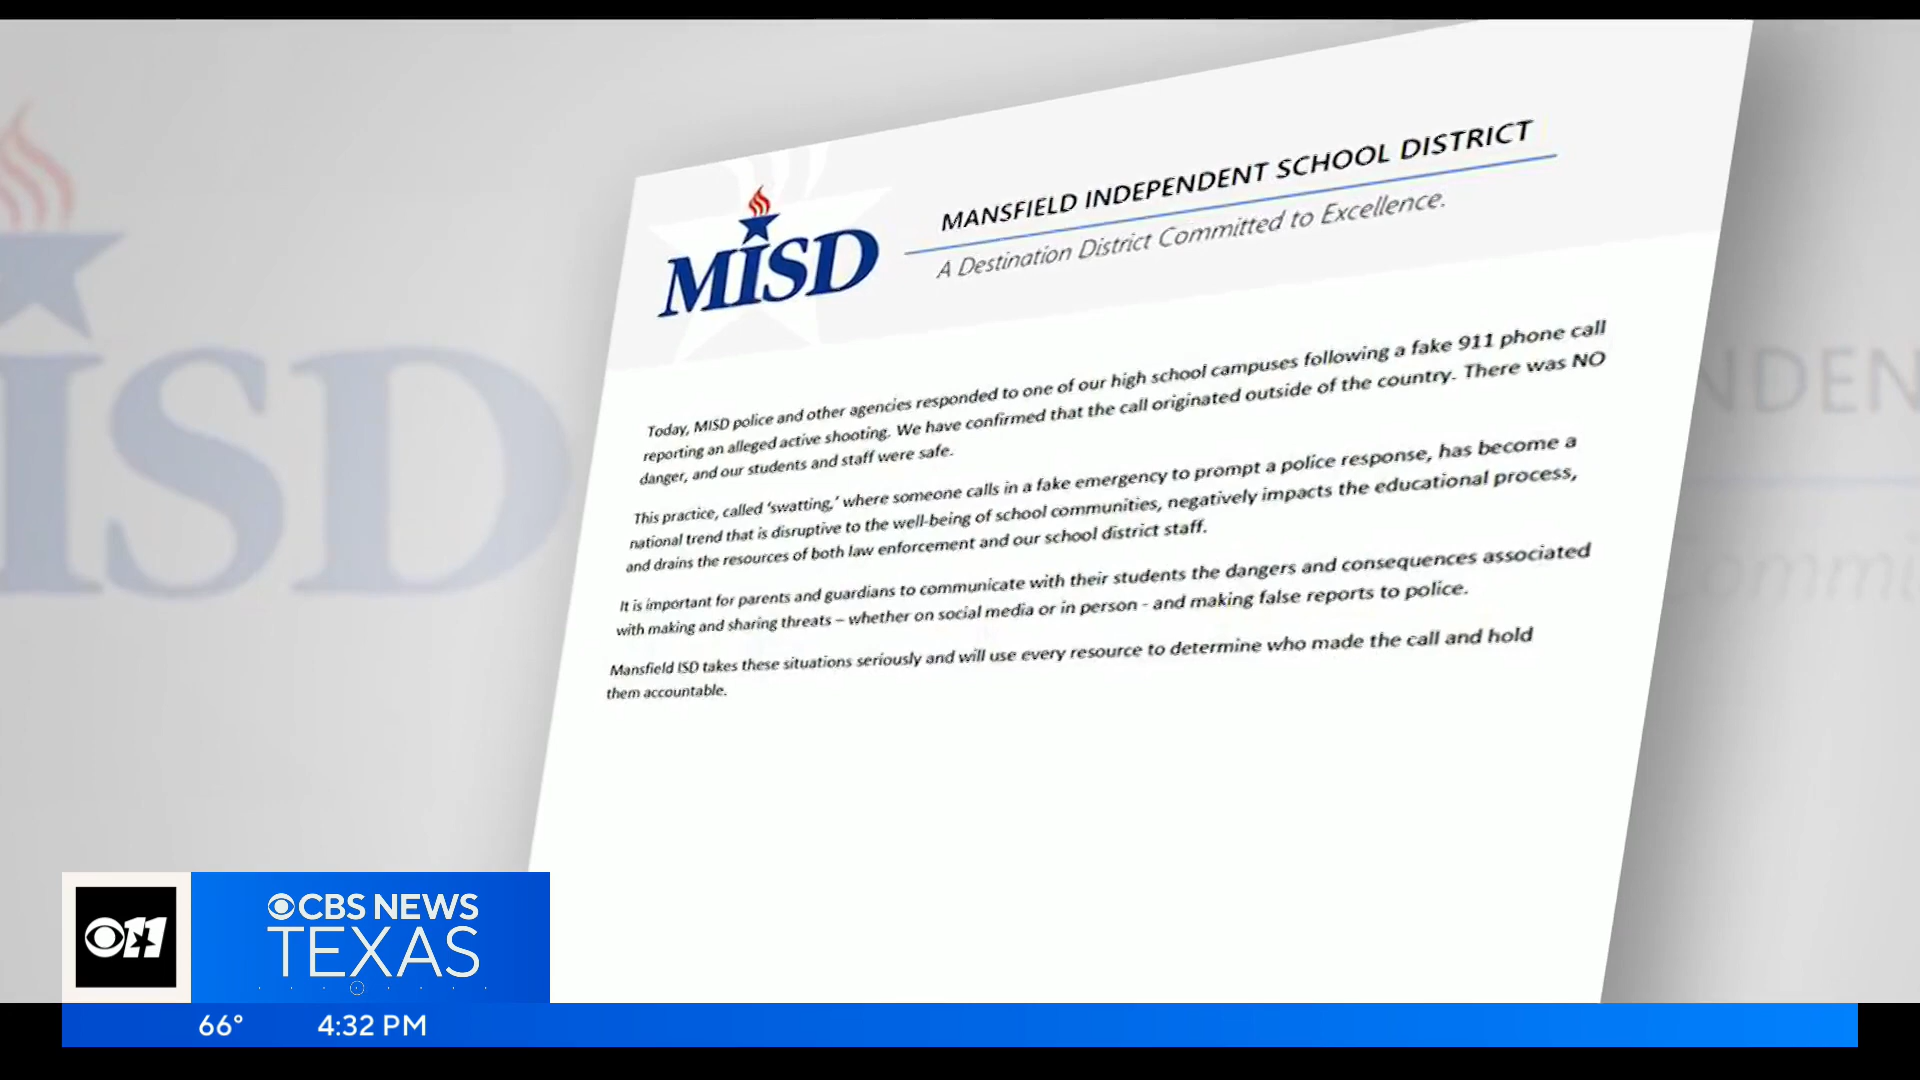 MISD
MANSFIELD INDEPENDENT SCHOOL DISTRICT
A Destination District Committed to Excellence.
Today, MISD police and other agencies responded to one of our high school campuses following a fake 911 phone call
reporting an alleged active shooting. We have confirmed that the call originated outside of the country. There was NO
danger, and our students and staff were safe.
This practice, called ‘swatting,’ where someone calls in a fake emergency to prompt a police response, has become a
national trend that is disruptive to the well-being of school communities, negatively impacts the educational process,
and drains the resources of both law enforcement and our school district staff.
It is important for parents and guardians to communicate with their students the dangers and consequences associated
with making and sharing threats – whether on social media or in person - and making false reports to police.
Mansfield ISD takes these situations seriously and will use every resource to determine who made the call and hold
them accountable.
ISD
NDEN
ommi
11
CBS NEWS
TEXAS
66° 4:32 PM